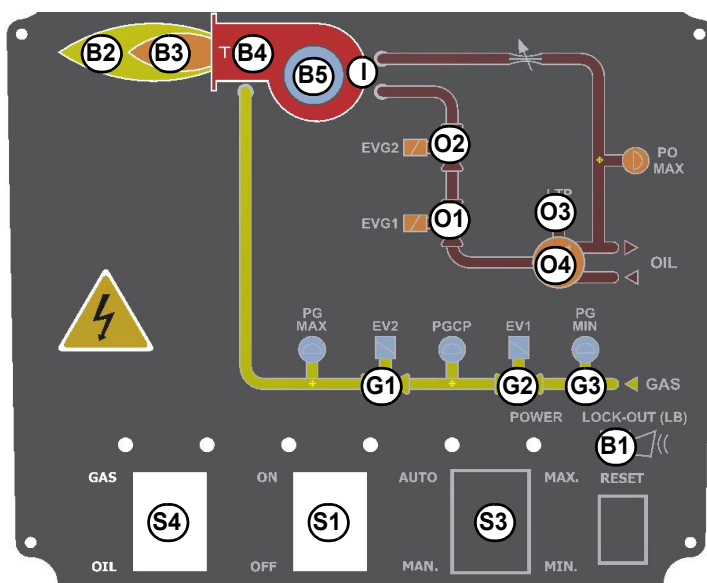 B2 B3 T B4 B5 I
EVG2 O2 PO
MAX
EVG1 O1 O3
O4 OIL
PG
MAX EV2 PGCP EV1 PG
MIN
G1 G2 G3 GAS
POWER LOCK-OUT (LB)
B1
GAS ON AUTO MAX. RESET
S4 S1 S3
OIL OFF MAN. MIN.